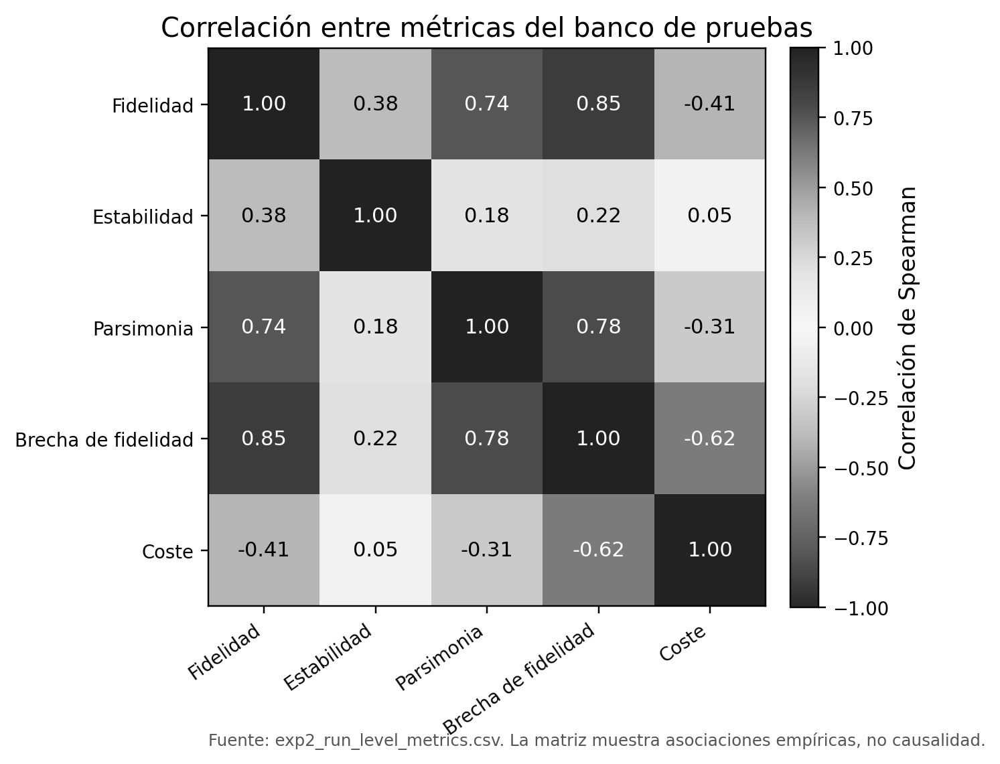 Correlación entre métricas del banco de pruebas
Fidelidad 1.00 0.38 0.74 0.85 -0.41
Estabilidad 0.38 1.00 0.18 0.22 0.05
Parsimonia 0.74 0.18 1.00 0.78 -0.31
Brecha de fidelidad 0.85 0.22 0.78 1.00 -0.62
Coste -0.41 0.05 -0.31 -0.62 1.00
Fidelidad
Estabilidad
Parsimonia
Brecha de fidelidad
Coste
1.00
0.75
0.50
0.25
0.00
−0.25
−0.50
−0.75
−1.00
Correlación de Spearman
Fuente: exp2_run_level_metrics.csv. La matriz muestra asociaciones empíricas, no causalidad.